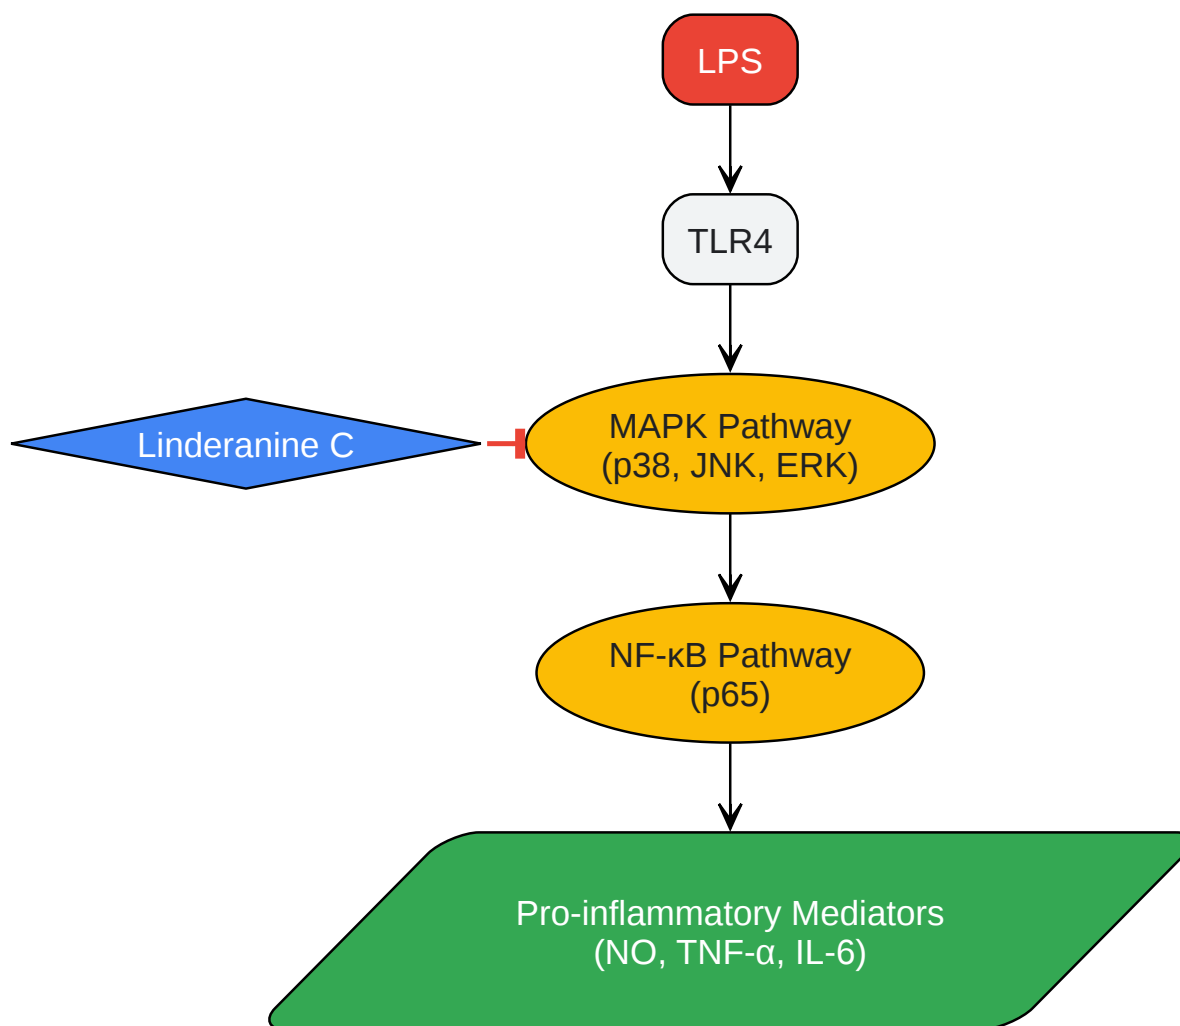 LPS
TLR4
Linderanine C
MAPK Pathway
(p38, JNK, ERK)
NF-κB Pathway
(p65)
Pro-inflammatory Mediators
(NO, TNF-α, IL-6)